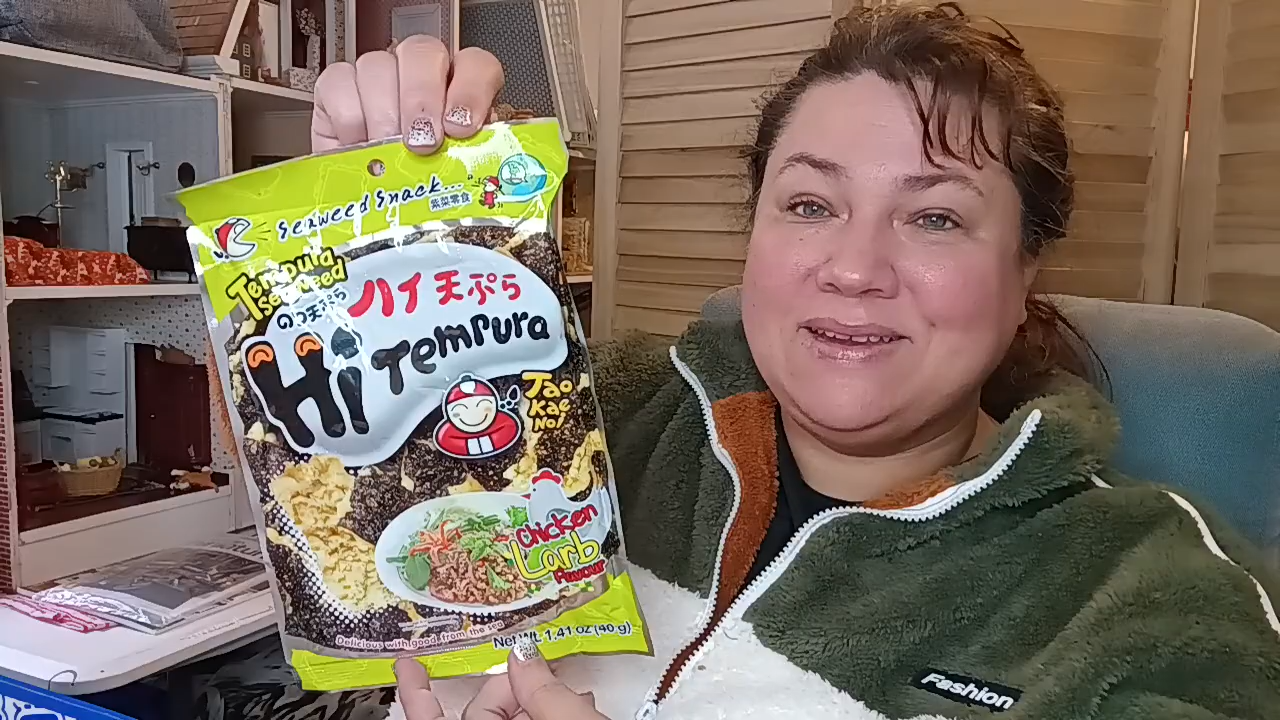 Seaweed Snack...
紫菜零食
Tempura
seaweed
のり天ぷら
ハイ天ぷら
Hi Tempura
Tao
Kae
Noi
Chicken
Larb
Flavour
Delicious with good, from the sea
Net Wt. 1.41 oz (40 g)
Fashion